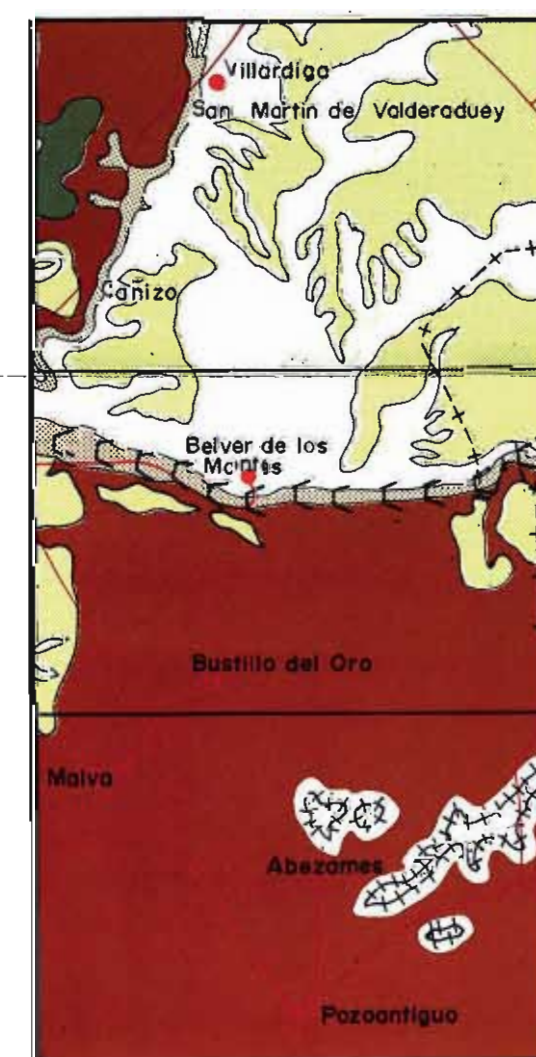 Villardiga
San Martin de Valderaduey
Cañizo
Belver de los
Montes
Bustillo del Oro
Malva
Abezames
Pozoantiguo